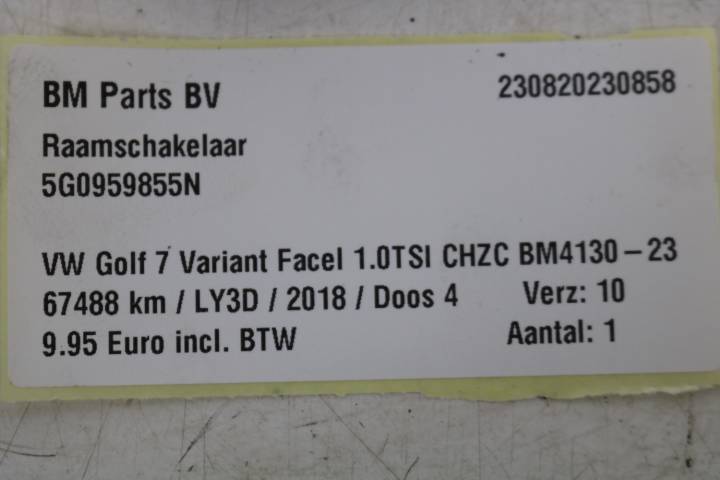 BM Parts BV 230820230858
Raamschakelaar
5G0959855N
VW Golf 7 Variant Facel 1.0TSI CHZC BM4130-23
67488 km / LY3D / 2018 / Doos 4 Verz: 10
9.95 Euro incl. BTW Aantal: 1